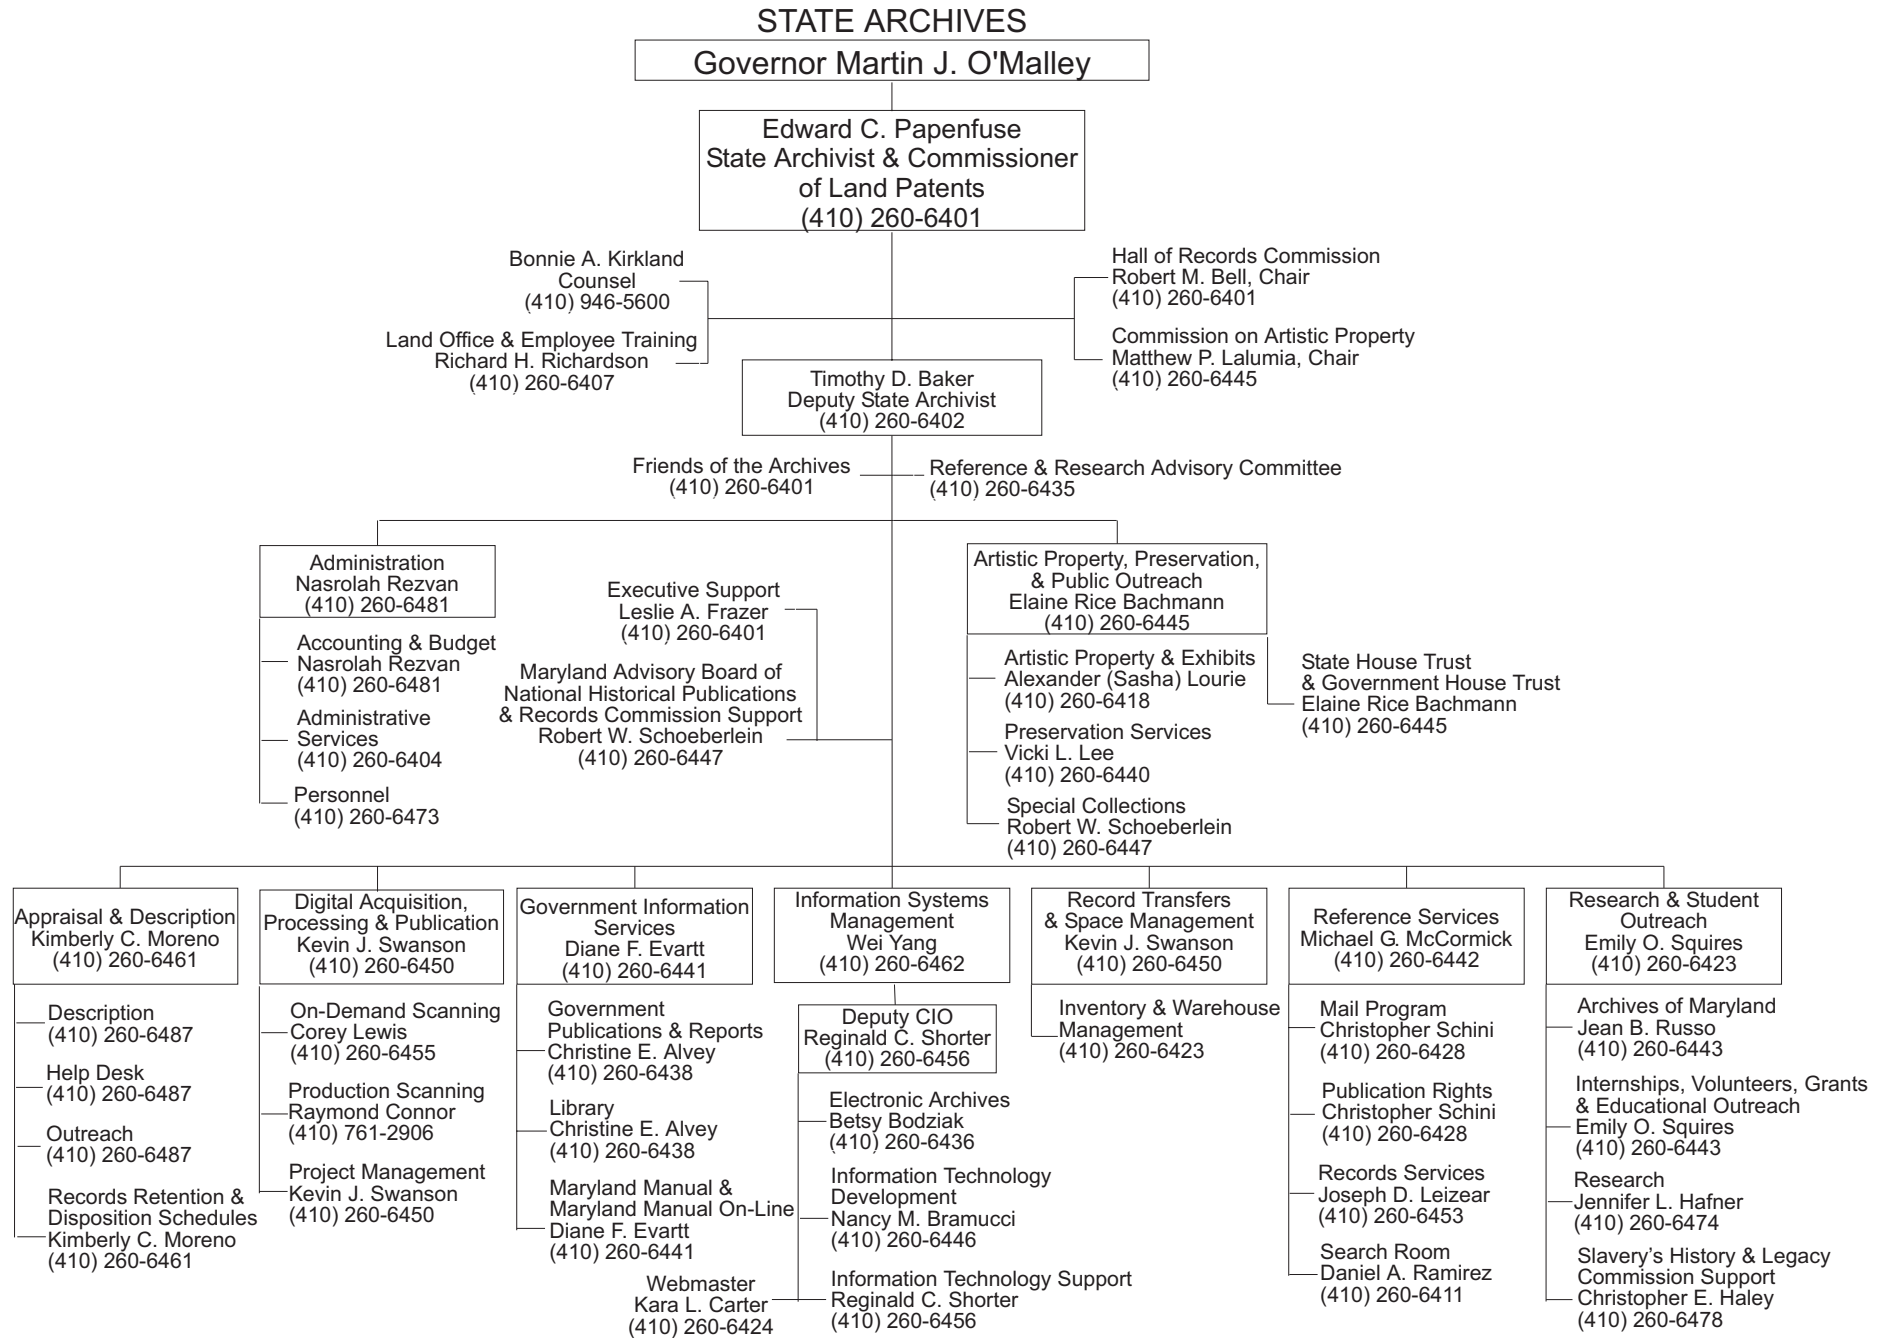 STATE ARCHIVES
Governor Martin J. O'Malley
Edward C. Papenfuse
State Archivist & Commissioner
of Land Patents
(410) 260-6401
Bonnie A. Kirkland
Counsel
(410) 946-5600
Land Office & Employee Training
Richard H. Richardson
(410) 260-6407
Hall of Records Commission
Robert M. Bell, Chair
(410) 260-6401
Commission on Artistic Property
Matthew P. Lalumia, Chair
(410) 260-6445
Timothy D. Baker
Deputy State Archivist
(410) 260-6402
Friends of the Archives
(410) 260-6401
Reference & Research Advisory Committee
(410) 260-6435
Administration
Nasrolah Rezvan
(410) 260-6481
Accounting & Budget
Nasrolah Rezvan
(410) 260-6481
Administrative
Services
(410) 260-6404
Personnel
(410) 260-6473
Executive Support
Leslie A. Frazer
(410) 260-6401
Maryland Advisory Board of
National Historical Publications
& Records Commission Support
Robert W. Schoeberlein
(410) 260-6447
Artistic Property, Preservation,
& Public Outreach
Elaine Rice Bachmann
(410) 260-6445
Artistic Property & Exhibits
Alexander (Sasha) Lourie
(410) 260-6418
Preservation Services
Vicki L. Lee
(410) 260-6440
Special Collections
Robert W. Schoeberlein
(410) 260-6447
State House Trust
& Government House Trust
Elaine Rice Bachmann
(410) 260-6445
Appraisal & Description
Kimberly C. Moreno
(410) 260-6461
Description
(410) 260-6487
Help Desk
(410) 260-6487
Outreach
(410) 260-6487
Records Retention &
Disposition Schedules
Kimberly C. Moreno
(410) 260-6461
Digital Acquisition,
Processing & Publication
Kevin J. Swanson
(410) 260-6450
On-Demand Scanning
Corey Lewis
(410) 260-6455
Production Scanning
Raymond Connor
(410) 761-2906
Project Management
Kevin J. Swanson
(410) 260-6450
Government Information
Services
Diane F. Evartt
(410) 260-6441
Government
Publications & Reports
Christine E. Alvey
(410) 260-6438
Library
Christine E. Alvey
(410) 260-6438
Maryland Manual &
Maryland Manual On-Line
Diane F. Evartt
(410) 260-6441
Information Systems
Management
Wei Yang
(410) 260-6462
Deputy CIO
Reginald C. Shorter
(410) 260-6456
Electronic Archives
Betsy Bodziak
(410) 260-6436
Information Technology
Development
Nancy M. Bramucci
(410) 260-6446
Webmaster
Kara L. Carter
(410) 260-6424
Information Technology Support
Reginald C. Shorter
(410) 260-6456
Record Transfers
& Space Management
Kevin J. Swanson
(410) 260-6450
Inventory & Warehouse
Management
(410) 260-6423
Reference Services
Michael G. McCormick
(410) 260-6442
Mail Program
Christopher Schini
(410) 260-6428
Publication Rights
Christopher Schini
(410) 260-6428
Records Services
Joseph D. Leizear
(410) 260-6453
Search Room
Daniel A. Ramirez
(410) 260-6411
Research & Student
Outreach
Emily O. Squires
(410) 260-6423
Archives of Maryland
Jean B. Russo
(410) 260-6443
Internships, Volunteers, Grants
& Educational Outreach
Emily O. Squires
(410) 260-6443
Research
Jennifer L. Hafner
(410) 260-6474
Slavery's History & Legacy
Commission Support
Christopher E. Haley
(410) 260-6478